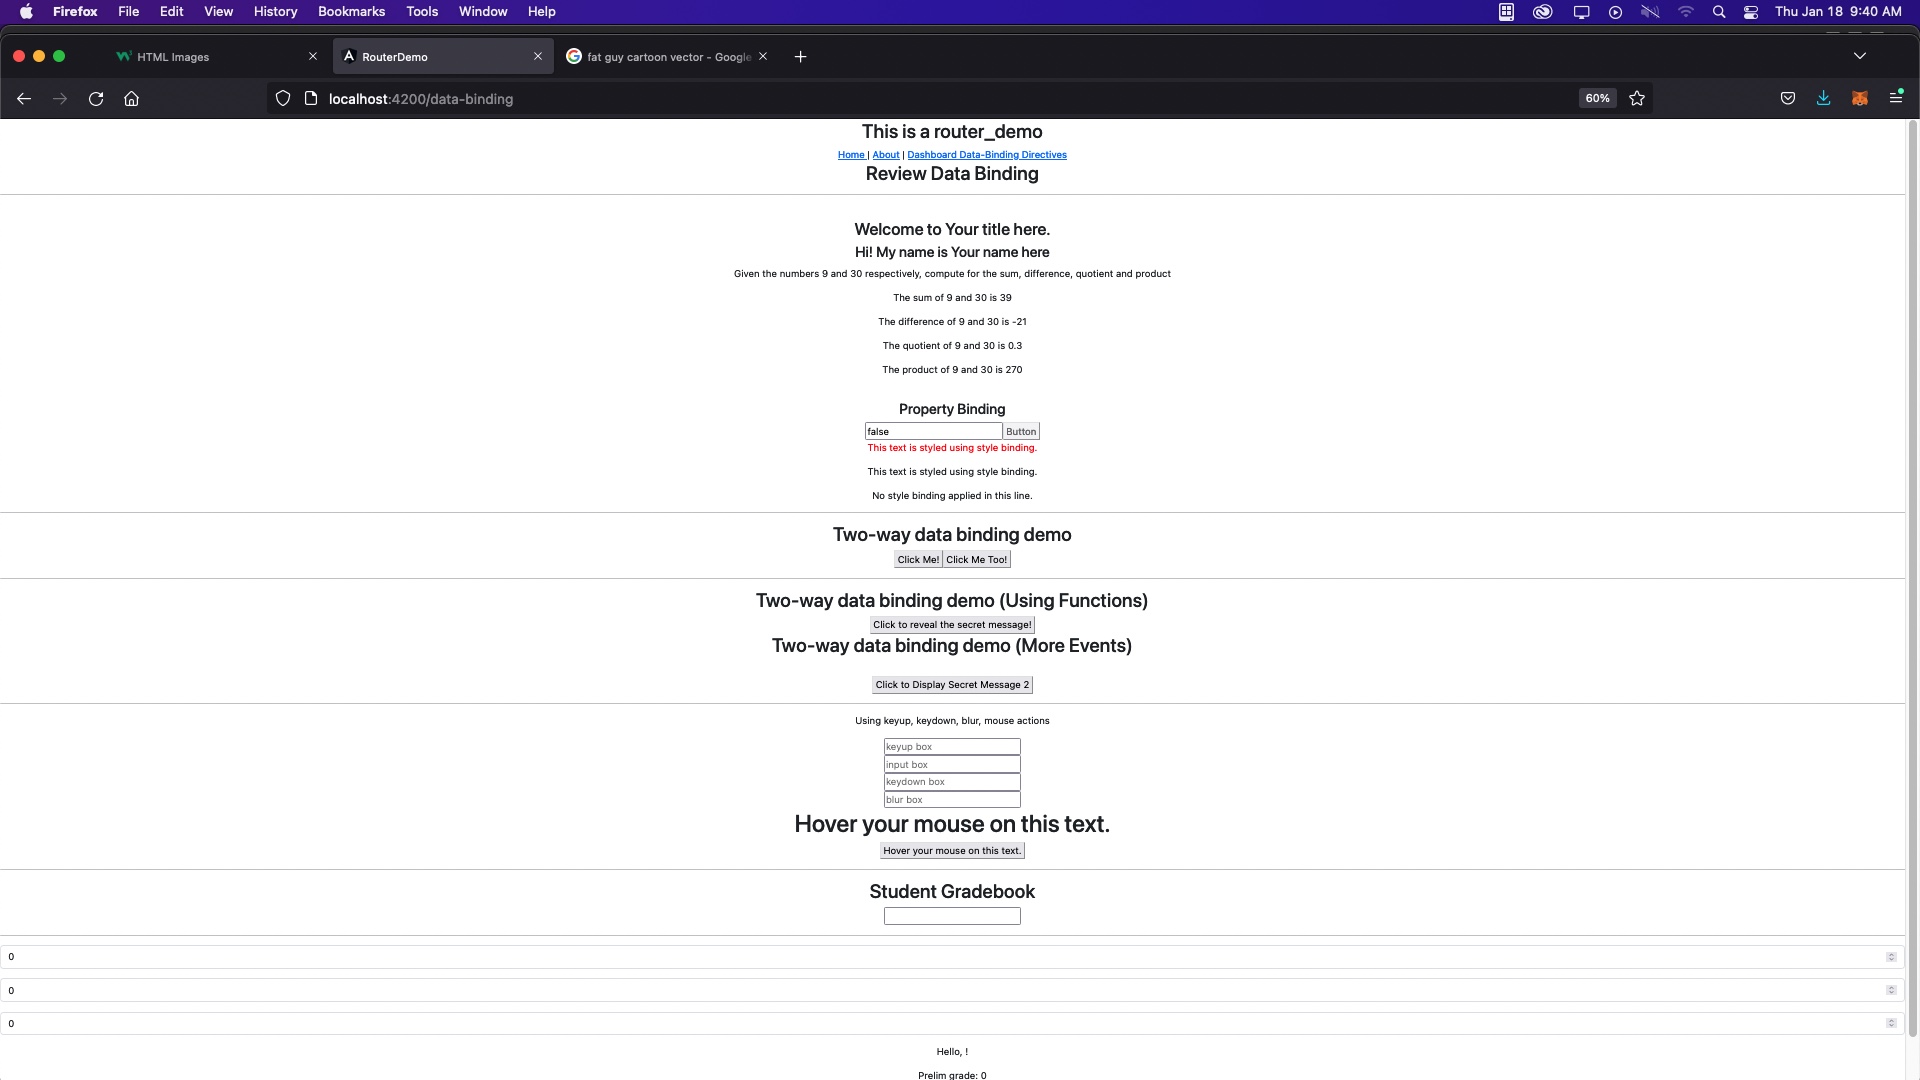 Firefox File Edit View History Bookmarks Tools Window Help Thu Jan 18 9:40 AM
HTML Images RouterDemo fat guy cartoon vector - Google
localhost:4200/data-binding 60%
This is a router_demo
Home | About | Dashboard Data-Binding Directives
Review Data Binding
Welcome to Your title here.
Hi! My name is Your name here
Given the numbers 9 and 30 respectively, compute for the sum, difference, quotient and product
The sum of 9 and 30 is 39
The difference of 9 and 30 is -21
The quotient of 9 and 30 is 0.3
The product of 9 and 30 is 270
Property Binding
false Button
This text is styled using style binding.
This text is styled using style binding.
No style binding applied in this line.
Two-way data binding demo
Click Me! Click Me Too!
Two-way data binding demo (Using Functions)
Click to reveal the secret message!
Two-way data binding demo (More Events)
Click to Display Secret Message 2
Using keyup, keydown, blur, mouse actions
keyup box
input box
keydown box
blur box
Hover your mouse on this text.
Hover your mouse on this text.
Student Gradebook
0
0
0
Hello, !
Prelim grade: 0